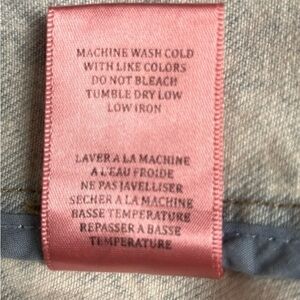 MACHINE WASH COLD
WITH LIKE COLORS
DO NOT BLEACH
TUMBLE DRY LOW
LOW IRON
LAVER A LA MACHINE
A L'EAU FROIDE
NE PAS JAVELLISER
SECHER A LA MACHINE
BASSE TEMPERATURE
REPASSER A BASSE
TEMPERATURE